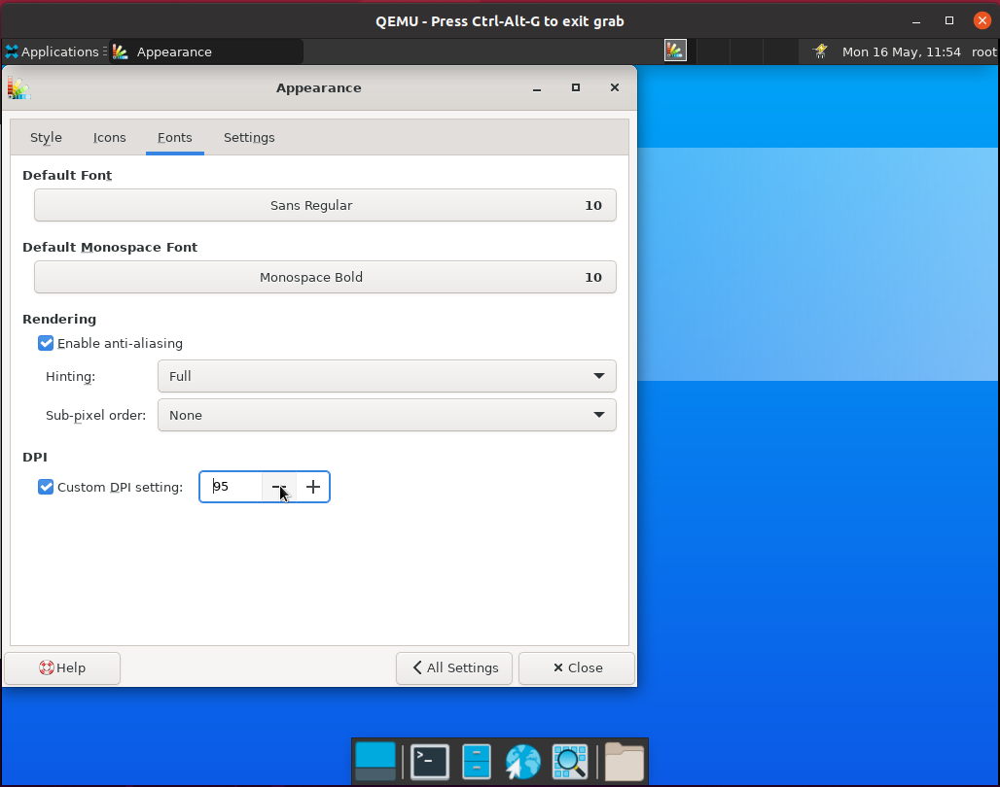 QEMU - Press Ctrl-Alt-G to exit grab
Applications Appearance Mon 16 May, 11:54 root
Appearance
Style Icons Fonts Settings
Default Font
Sans Regular 10
Default Monospace Font
Monospace Bold 10
Rendering
Enable anti-aliasing
Hinting: Full
Sub-pixel order: None
DPI
Custom DPI setting: 95
Help All Settings Close